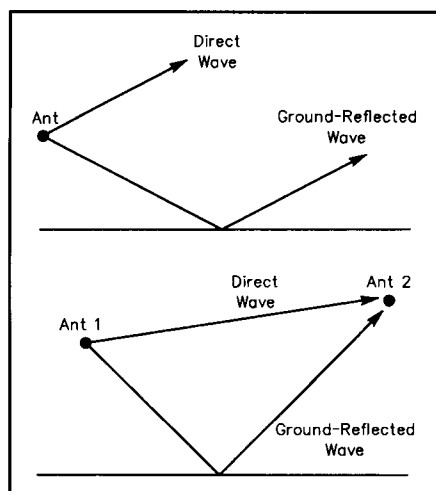 Direct
Wave
Ant
Ground-Reflected
Wave
Direct
Wave
Ant 2
Ant 1
Ground-Reflected
Wave